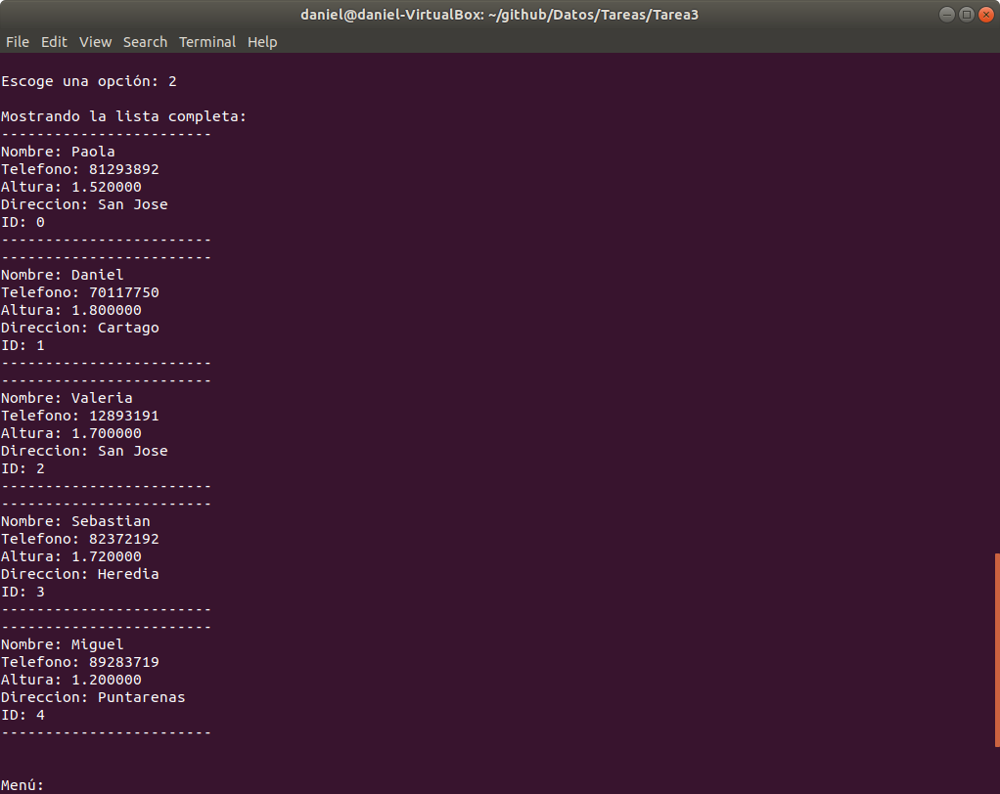 daniel@daniel-VirtualBox: ~/github/Datos/Tareas/Tarea3
File Edit View Search Terminal Help
Escoge una opción: 2
Mostrando la lista completa:
------------------------
Nombre: Paola
Telefono: 81293892
Altura: 1.520000
Direccion: San Jose
ID: 0
------------------------
------------------------
Nombre: Daniel
Telefono: 70117750
Altura: 1.800000
Direccion: Cartago
ID: 1
------------------------
------------------------
Nombre: Valeria
Telefono: 12893191
Altura: 1.700000
Direccion: San Jose
ID: 2
------------------------
------------------------
Nombre: Sebastian
Telefono: 82372192
Altura: 1.720000
Direccion: Heredia
ID: 3
------------------------
------------------------
Nombre: Miguel
Telefono: 89283719
Altura: 1.200000
Direccion: Puntarenas
ID: 4
------------------------
Menú: